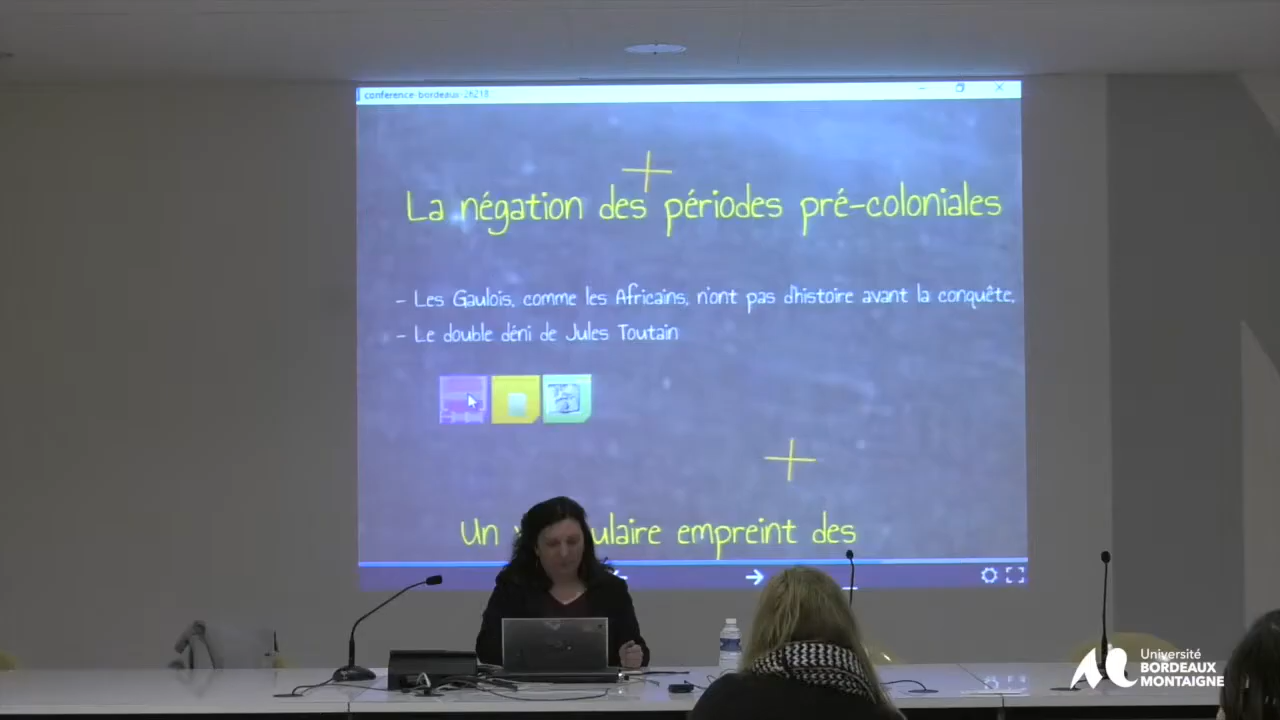 conference-bordeaux-26218
La négation des périodes pré-coloniales
- Les Gaulois, comme les Africains, n'ont pas d'histoire avant la conquête.
- Le double déni de Jules Toutain
Un empreint des
Université
BORDEAUX
MONTAIGNE